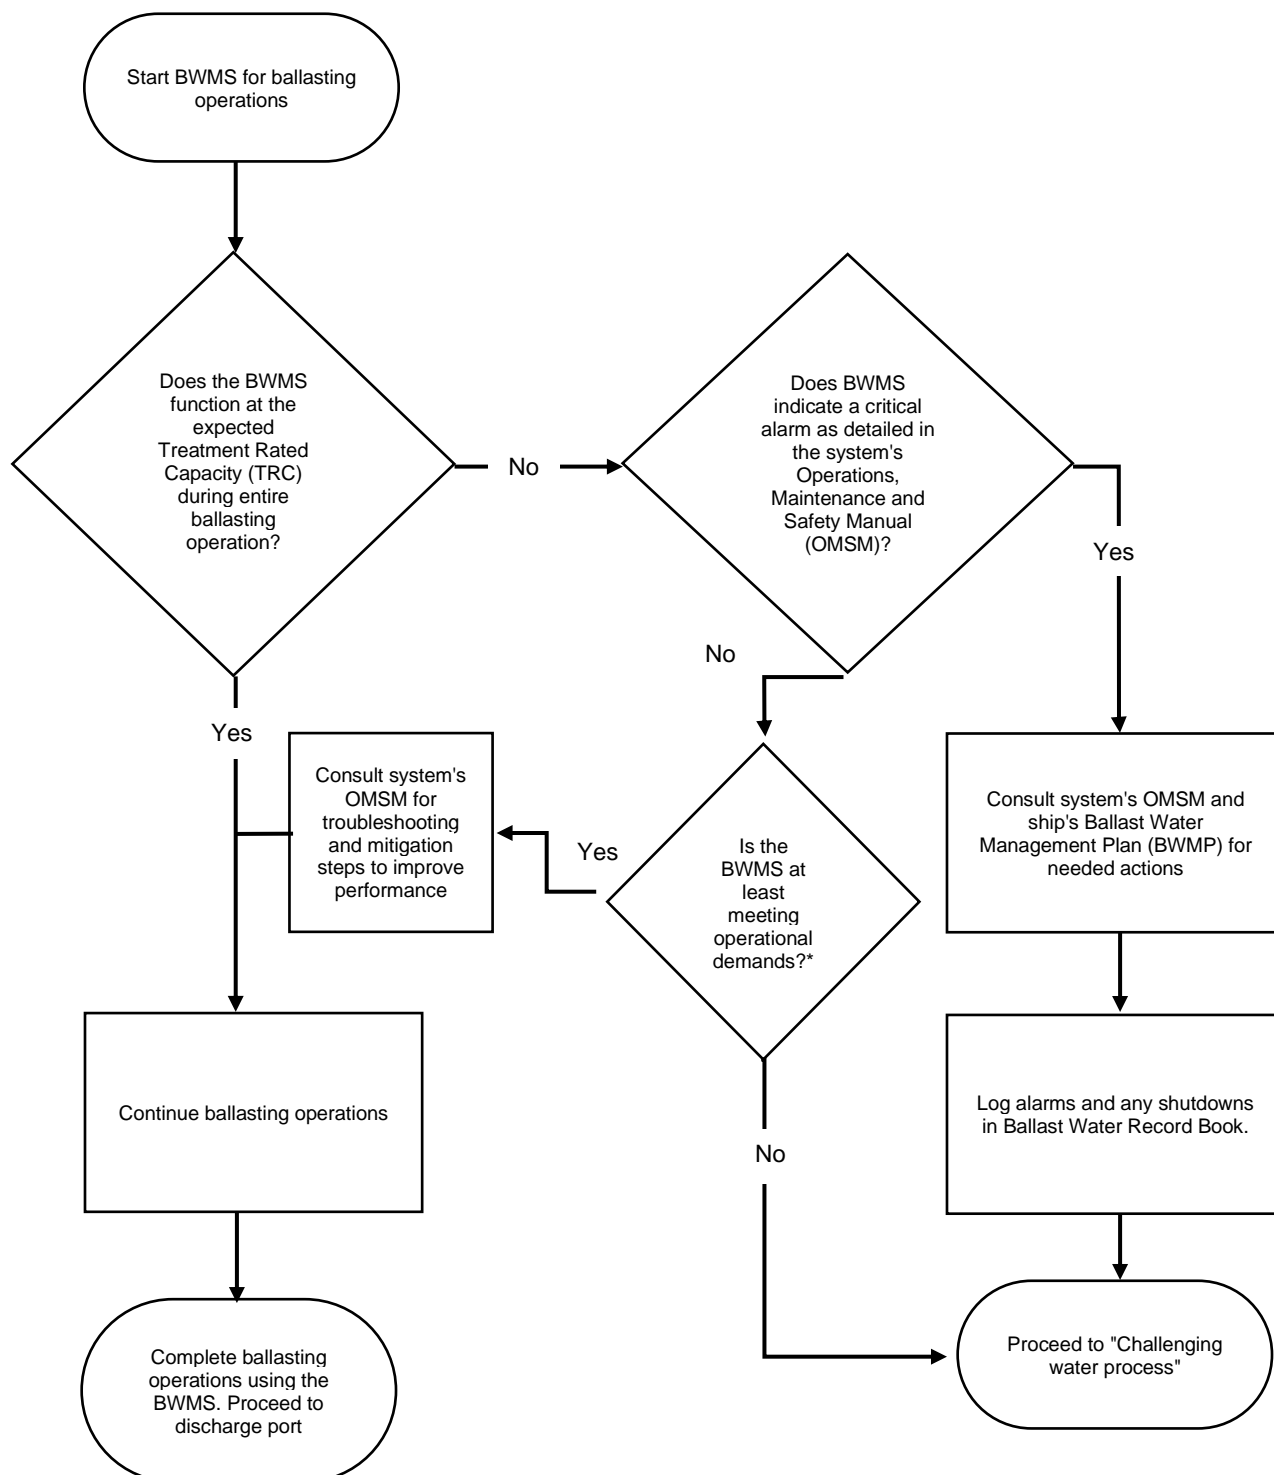 Start BWMS for ballasting
operations
Does the BWMS
function at the
expected
Treatment Rated
Capacity (TRC)
during entire
ballasting
operation?
No
Does BWMS
indicate a critical
alarm as detailed in
the system's
Operations,
Maintenance and
Safety Manual
(OMSM)?
Yes
No
Yes
Consult system's
OMSM for
troubleshooting
and mitigation
steps to improve
performance
Yes
Is the
BWMS at
least
meeting
operational
demands?*
Consult system's OMSM and
ship's Ballast Water
Management Plan (BWMP) for
needed actions
Continue ballasting operations
No
Log alarms and any shutdowns
in Ballast Water Record Book.
Complete ballasting
operations using the
BWMS. Proceed to
discharge port
Proceed to "Challenging
water process"